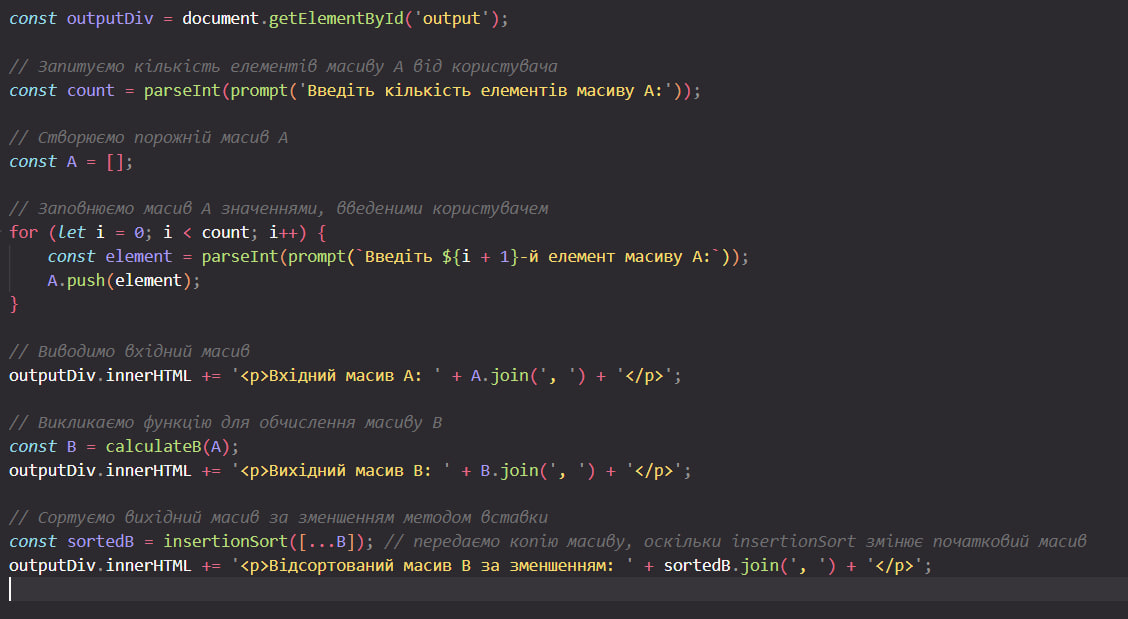 const outputDiv = document.getElementById('output');
// Запитуємо кількість елементів масиву A від користувача
const count = parseInt(prompt('Введіть кількість елементів масиву A:'));
// Створюємо порожній масив A
const A = [];
// Заповнюємо масив A значеннями, введеними користувачем
for (let i = 0; i < count; i++) {
    const element = parseInt(prompt(`Введіть ${i + 1}-й елемент масиву A:`));
    A.push(element);
}
// Виводимо вхідний масив
outputDiv.innerHTML += '<p>Вхідний масив A: ' + A.join(', ') + '</p>';
// Викликаємо функцію для обчислення масиву B
const B = calculateB(A);
outputDiv.innerHTML += '<p>Вихідний масив B: ' + B.join(', ') + '</p>';
// Сортуємо вихідний масив за зменшенням методом вставки
const sortedB = insertionSort([...B]); // передаємо копію масиву, оскільки insertionSort змінює початковий масив
outputDiv.innerHTML += '<p>Відсортований масив B за зменшенням: ' + sortedB.join(', ') + '</p>';